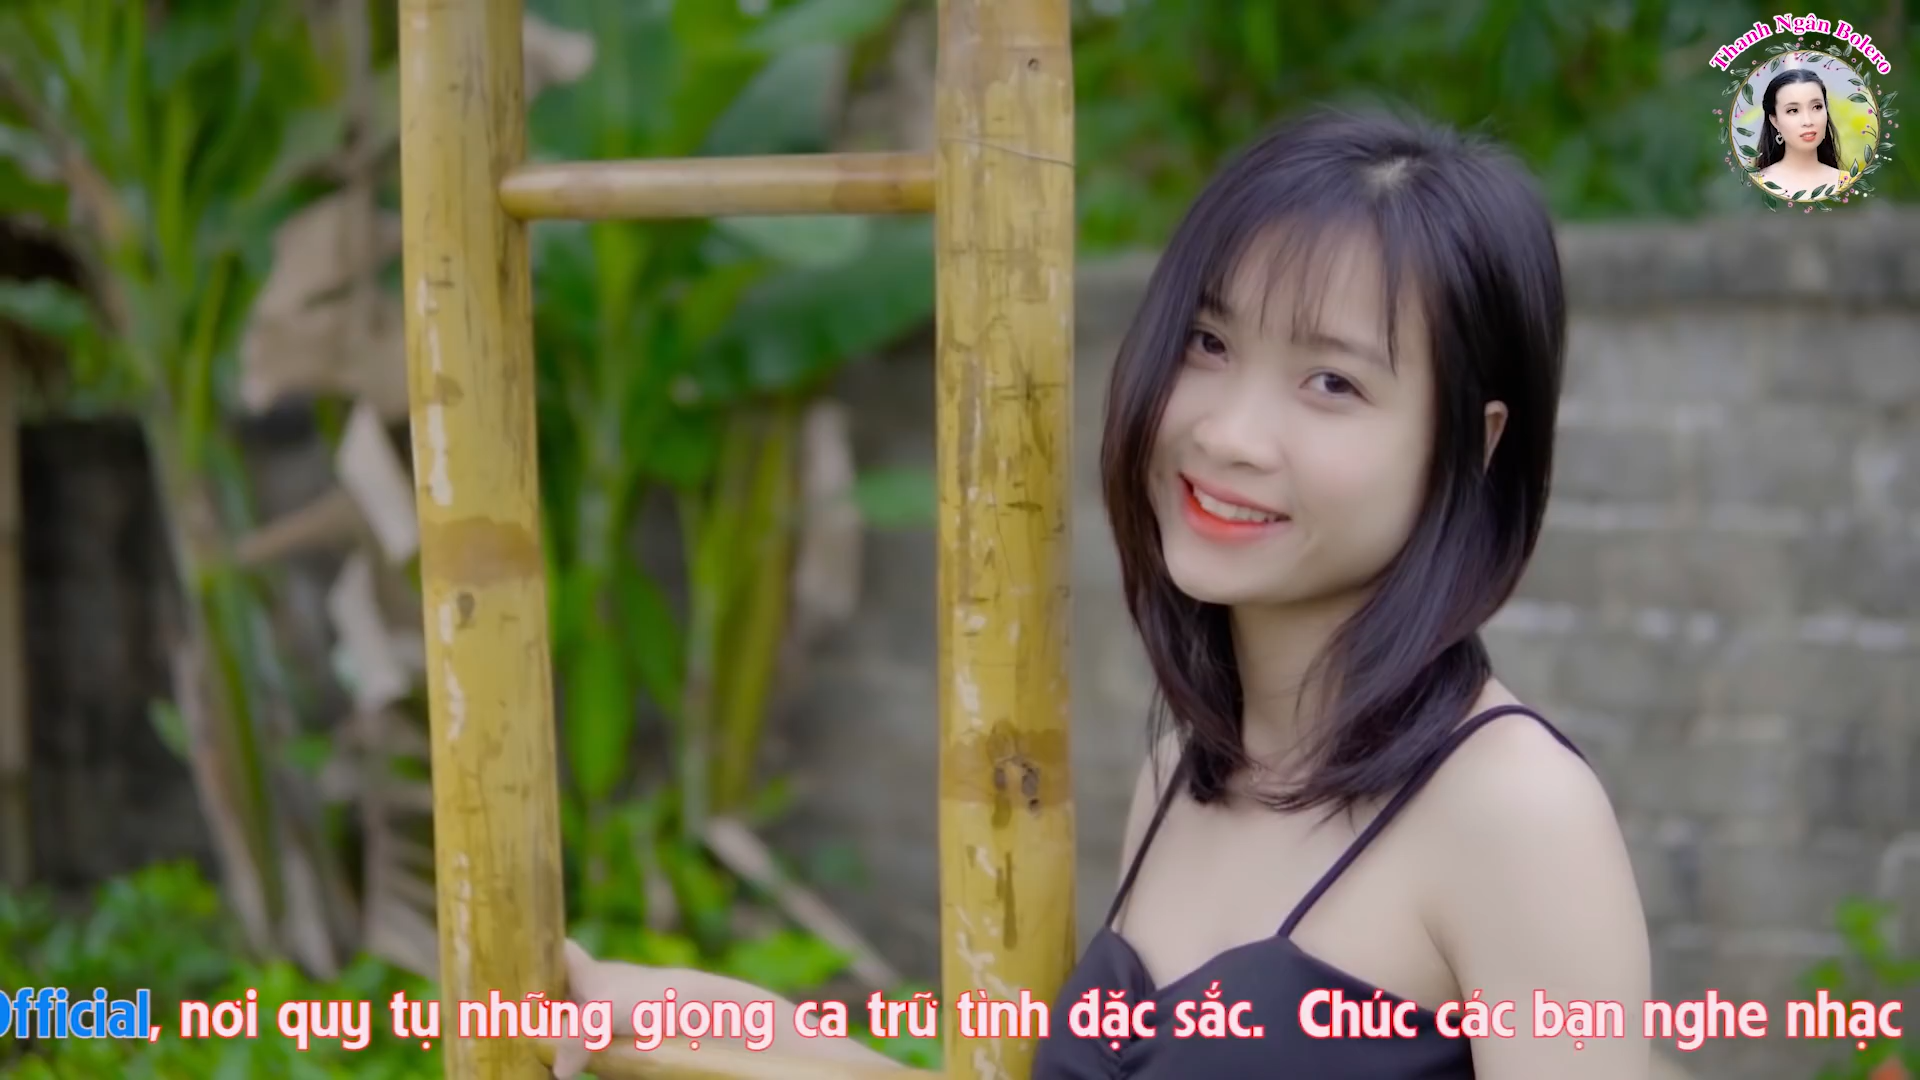 Thanh Ngân Bolero
Official, nơi quy tụ những giọng ca trữ tình đặc sắc. Chúc các bạn nghe nhạc